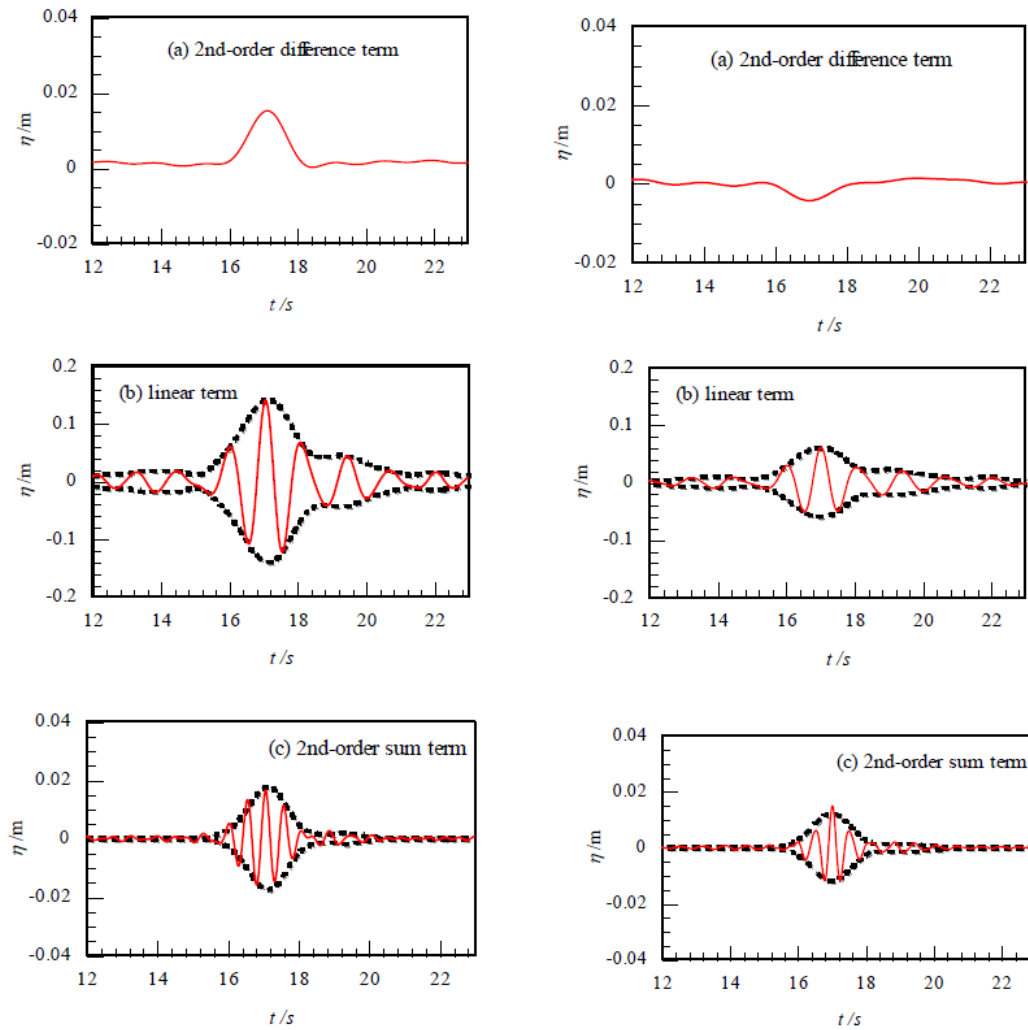 0.04
(a) 2nd-order difference term
0.02
η /m
0
-0.02
12 14 16 18 20 22
t /s
0.04
(a) 2nd-order difference term
0.02
η /m
0
-0.02
12 14 16 18 20 22
t /s
0.2
(b) linear term
0.1
η /m
0
-0.1
-0.2
12 14 16 18 20 22
t /s
0.2
(b) linear term
0.1
η /m
0
-0.1
-0.2
12 14 16 18 20 22
t /s
0.04
(c) 2nd-order sum term
0.02
η /m
0
-0.02
-0.04
12 14 16 18 20 22
t /s
0.04
(c) 2nd-order sum term
0.02
η /m
0
-0.02
-0.04
12 14 16 18 20 22
t /s